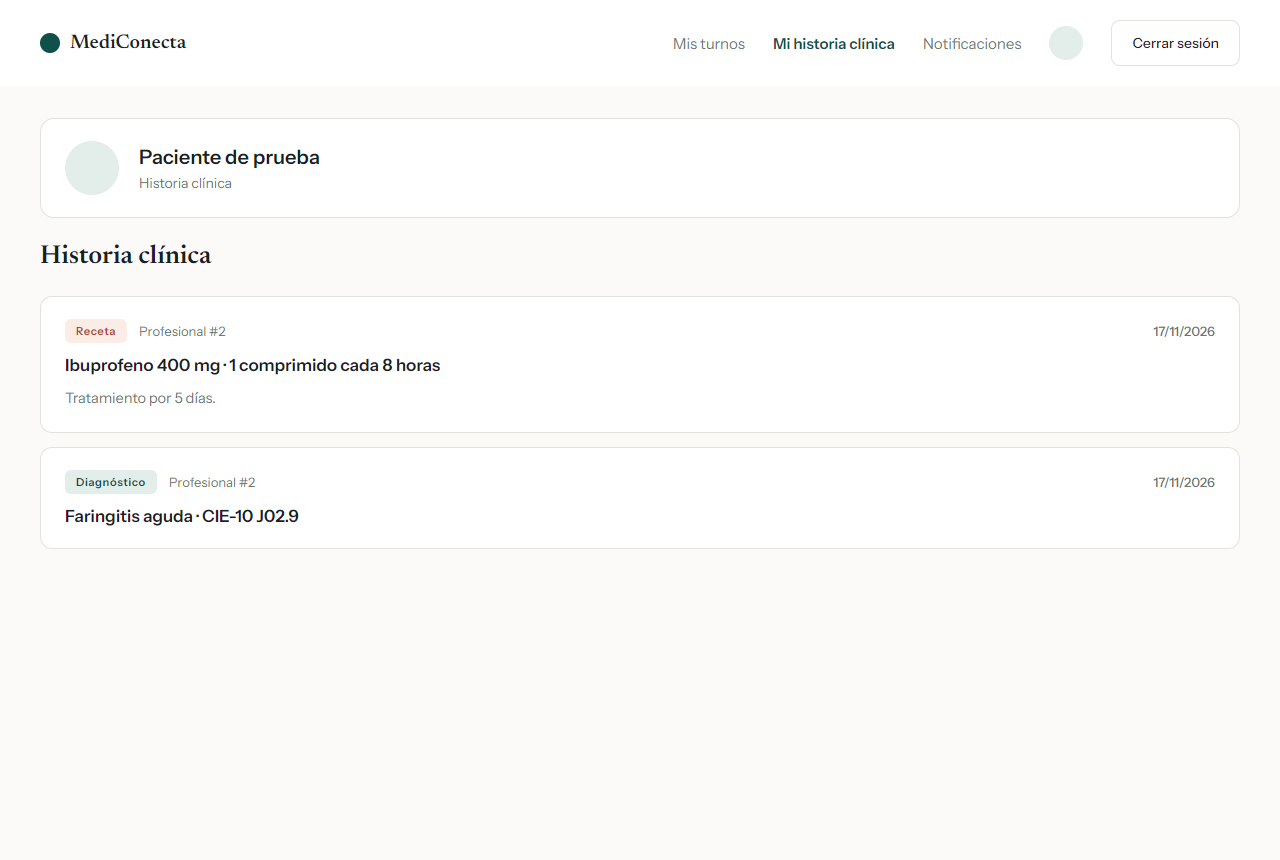 MediConecta
Mis turnos
Mi historia clínica
Notificaciones
Cerrar sesión
Paciente de prueba
Historia clínica
Historia clínica
Receta
Profesional #2
17/11/2026
Ibuprofeno 400 mg · 1 comprimido cada 8 horas
Tratamiento por 5 días.
Diagnóstico
Profesional #2
17/11/2026
Faringitis aguda · CIE-10 J02.9